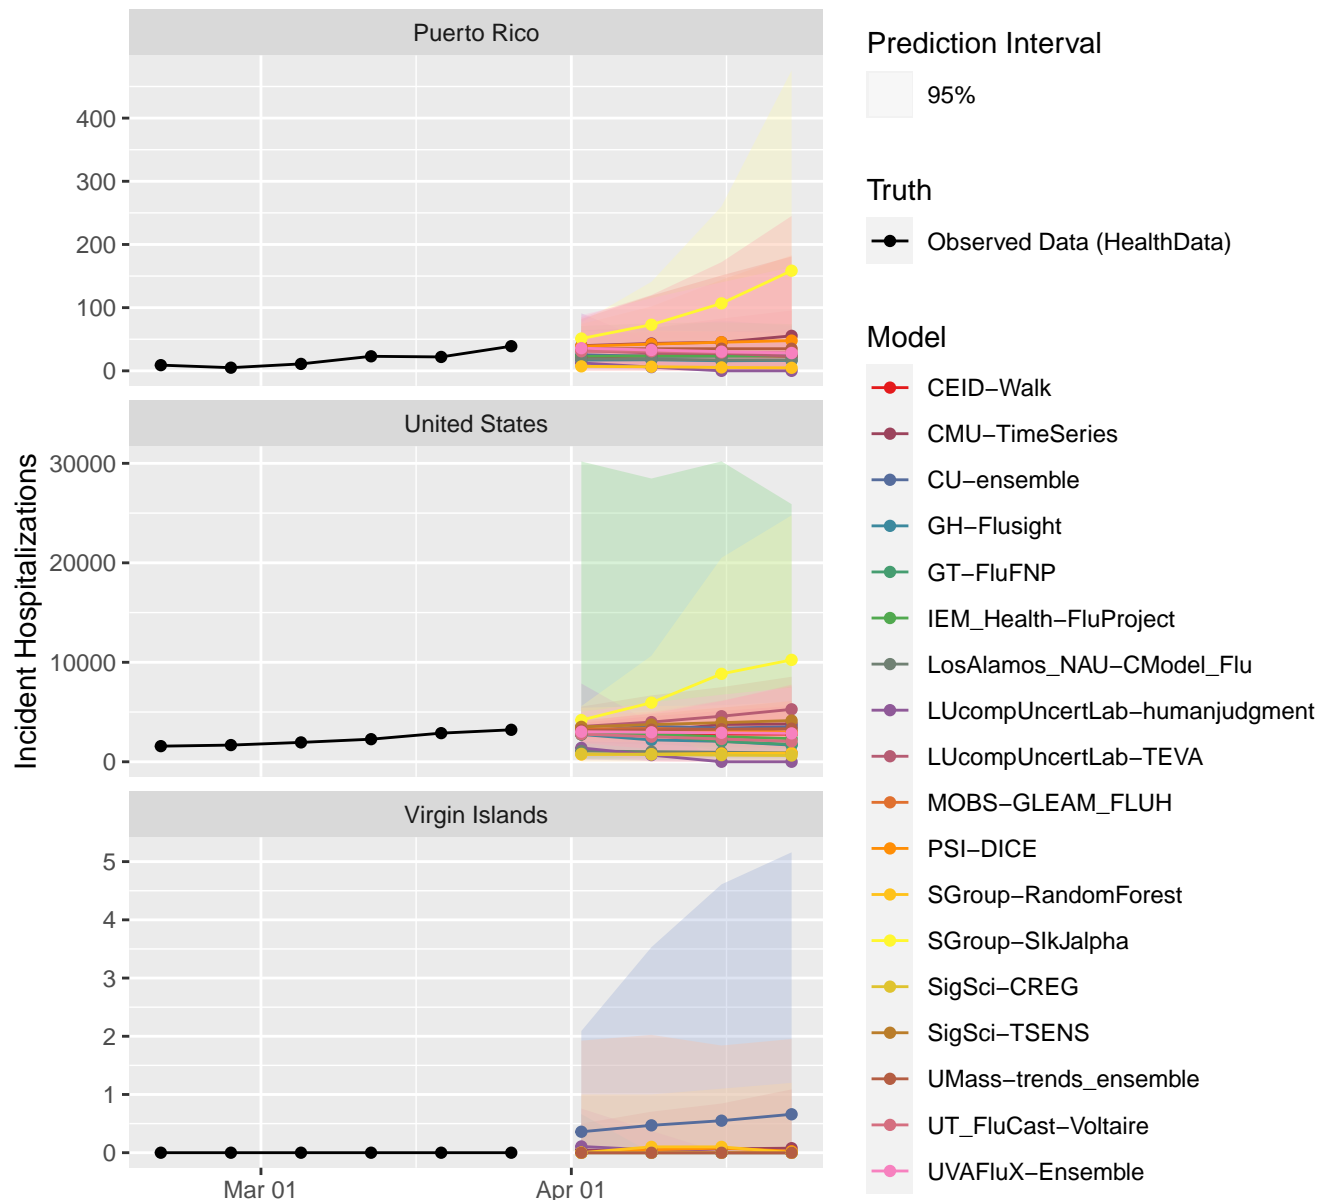 Puerto Rico
400
300
200
100
0
United States
30000
20000
10000
0
Virgin Islands
5
4
3
2
1
0
Mar 01
Apr 01
Incident Hospitalizations
Prediction Interval
95%
Truth
Observed Data (HealthData)
Model
CEID−Walk
CMU−TimeSeries
CU−ensemble
GH−Flusight
GT−FluFNP
IEM_Health−FluProject
LosAlamos_NAU−CModel_Flu
LUcompUncertLab−humanjudgment
LUcompUncertLab−TEVA
MOBS−GLEAM_FLUH
PSI−DICE
SGroup−RandomForest
SGroup−SIkJalpha
SigSci−CREG
SigSci−TSENS
UMass−trends_ensemble
UT_FluCast−Voltaire
UVAFluX−Ensemble